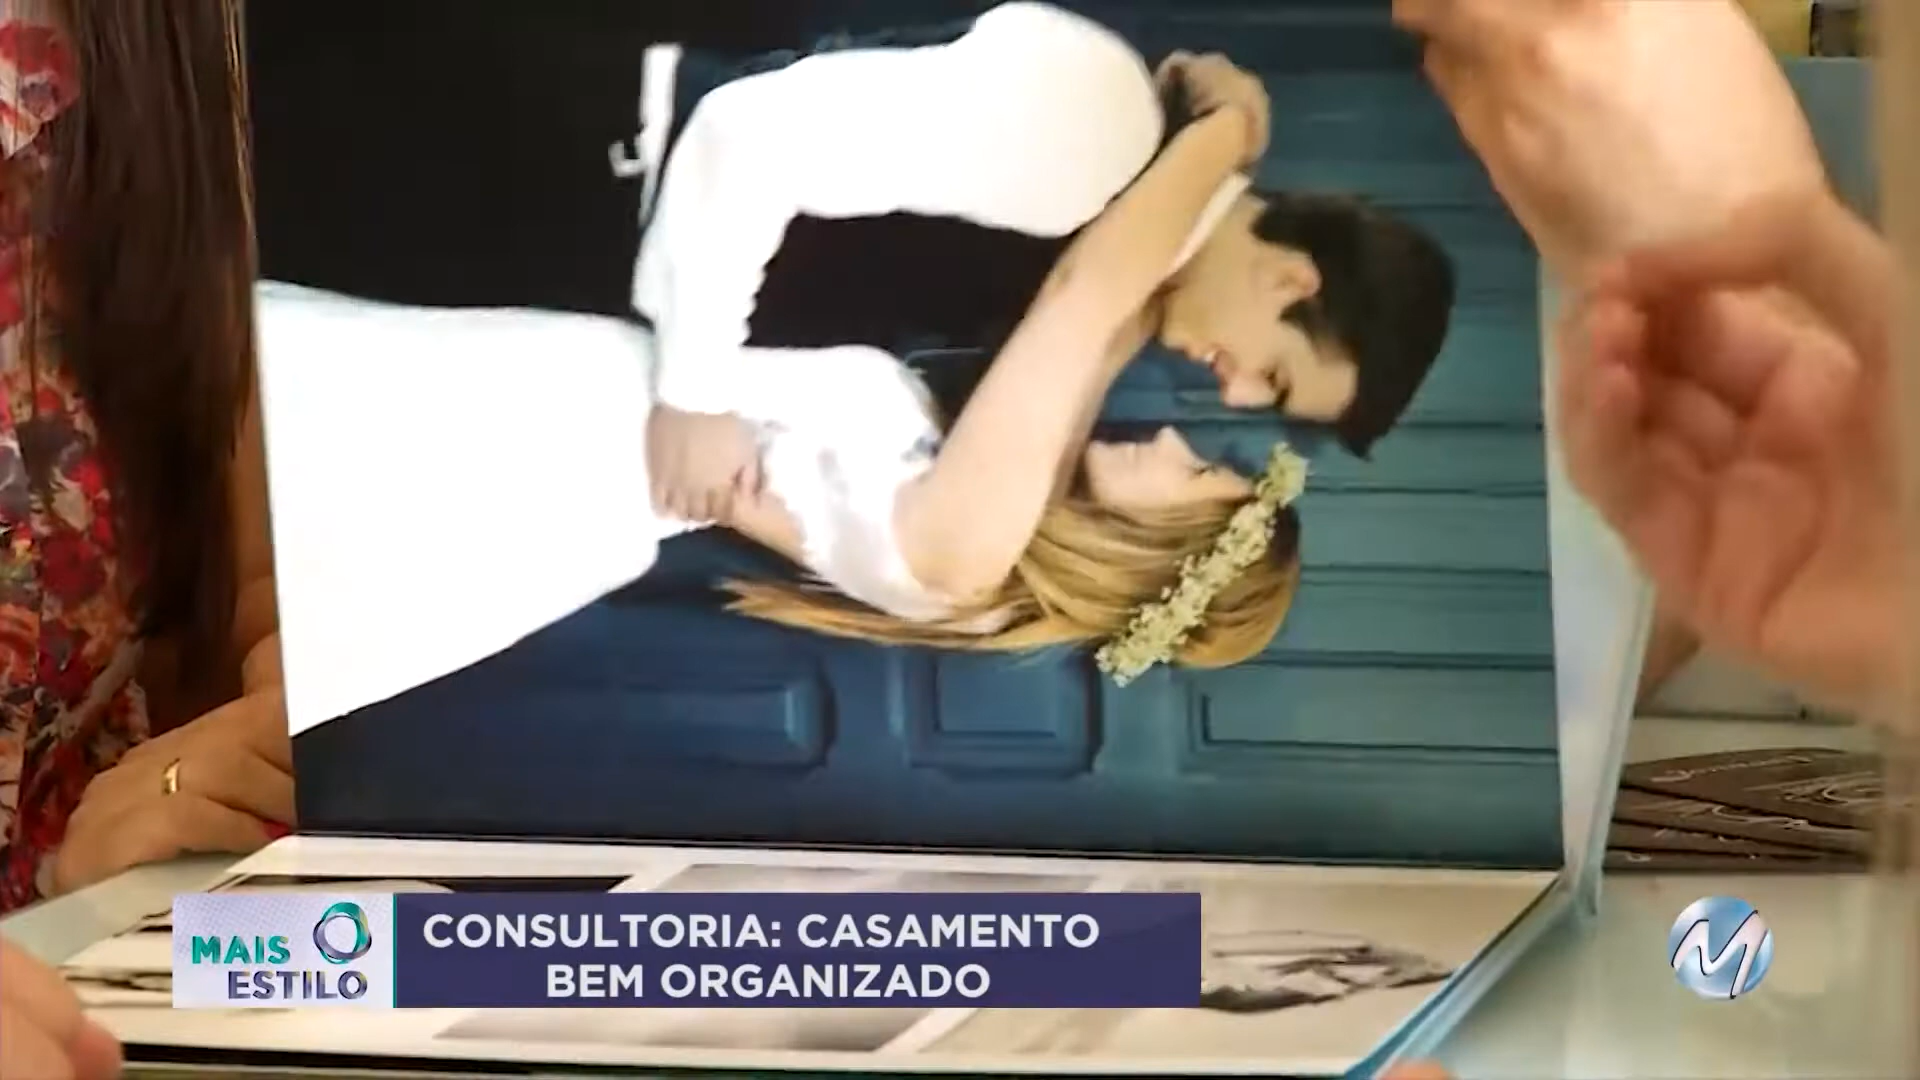 MAIS
ESTILO
CONSULTORIA: CASAMENTO
BEM ORGANIZADO
M